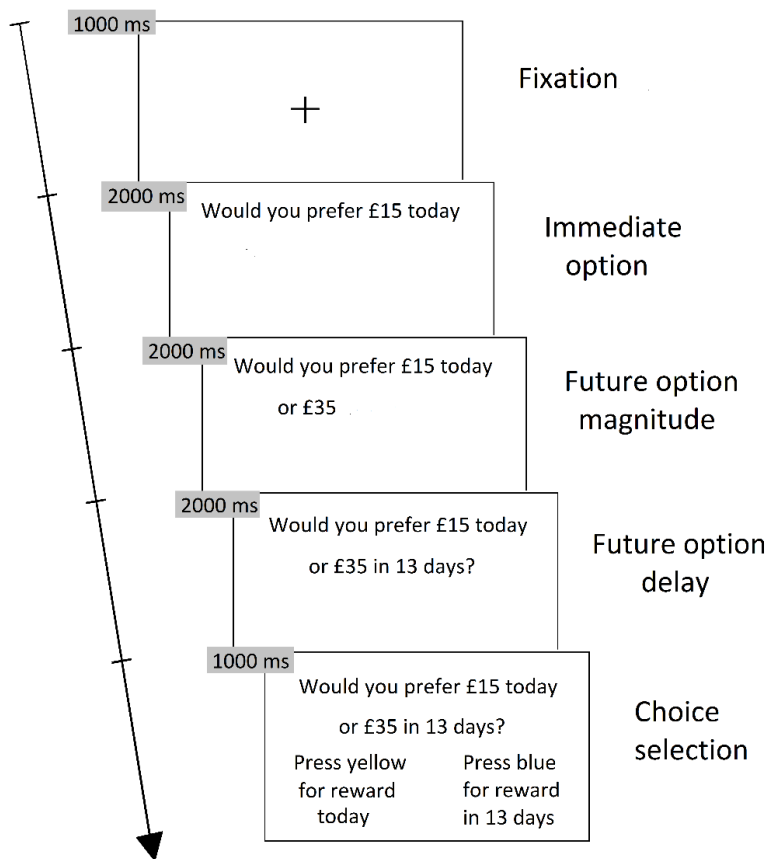 1000 ms
Fixation
2000 ms
Would you prefer £15 today
Immediate
option
2000 ms
Would you prefer £15 today
or £35
Future option
magnitude
2000 ms
Would you prefer £15 today
or £35 in 13 days?
Future option
delay
1000 ms
Would you prefer £15 today
or £35 in 13 days?
Press yellow
for reward
today
Press blue
for reward
in 13 days
Choice
selection